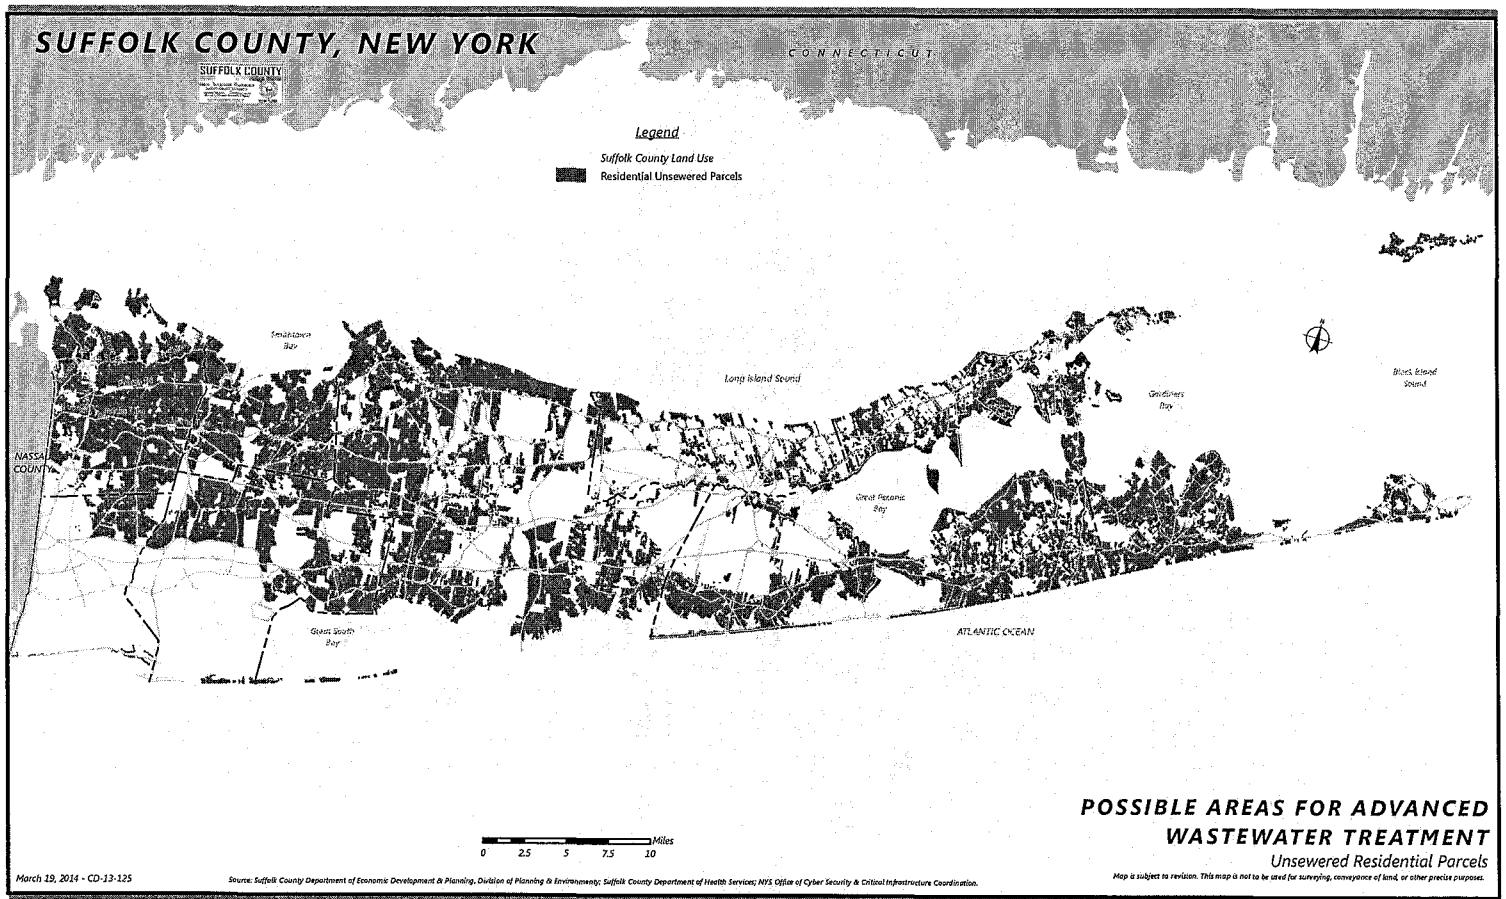 SUFFOLK COUNTY, NEW YORK
CONNECTICUT
SUFFOLK COUNTY
Legend
Suffolk County Land Use
Residential Unsewered Parcels
N
Smithtown
Bay
Long Island Sound
Block Island
Sound
Gardiners
Bay
NASSAU
COUNTY
Great Peconic
Bay
Great South
Bay
ATLANTIC OCEAN
POSSIBLE AREAS FOR ADVANCED
WASTEWATER TREATMENT
Unsewered Residential Parcels
Miles
0 2.5 5 7.5 10
March 19, 2014 - CD-13-125
Source: Suffolk County Department of Economic Development & Planning, Division of Planning & Environmenty; Suffolk County Department of Health Services; NYS Office of Cyber Security & Critical Infrastructure Coordination.
Map is subject to revision. This map is not to be used for surveying, conveyance of land, or other precise purposes.